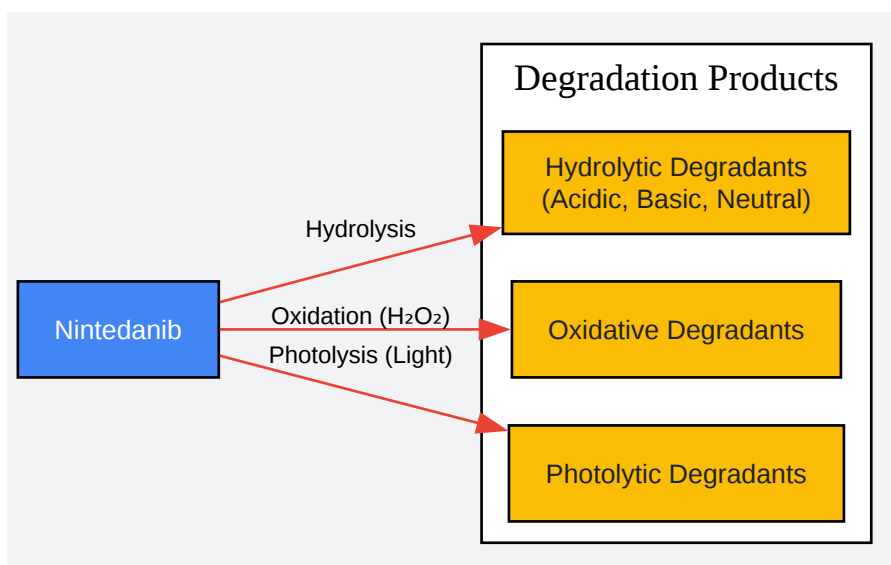 Degradation Products
Hydrolytic Degradants
(Acidic, Basic, Neutral)
Hydrolysis
Nintedanib
Oxidation (H₂O₂)
Oxidative Degradants
Photolysis (Light)
Photolytic Degradants